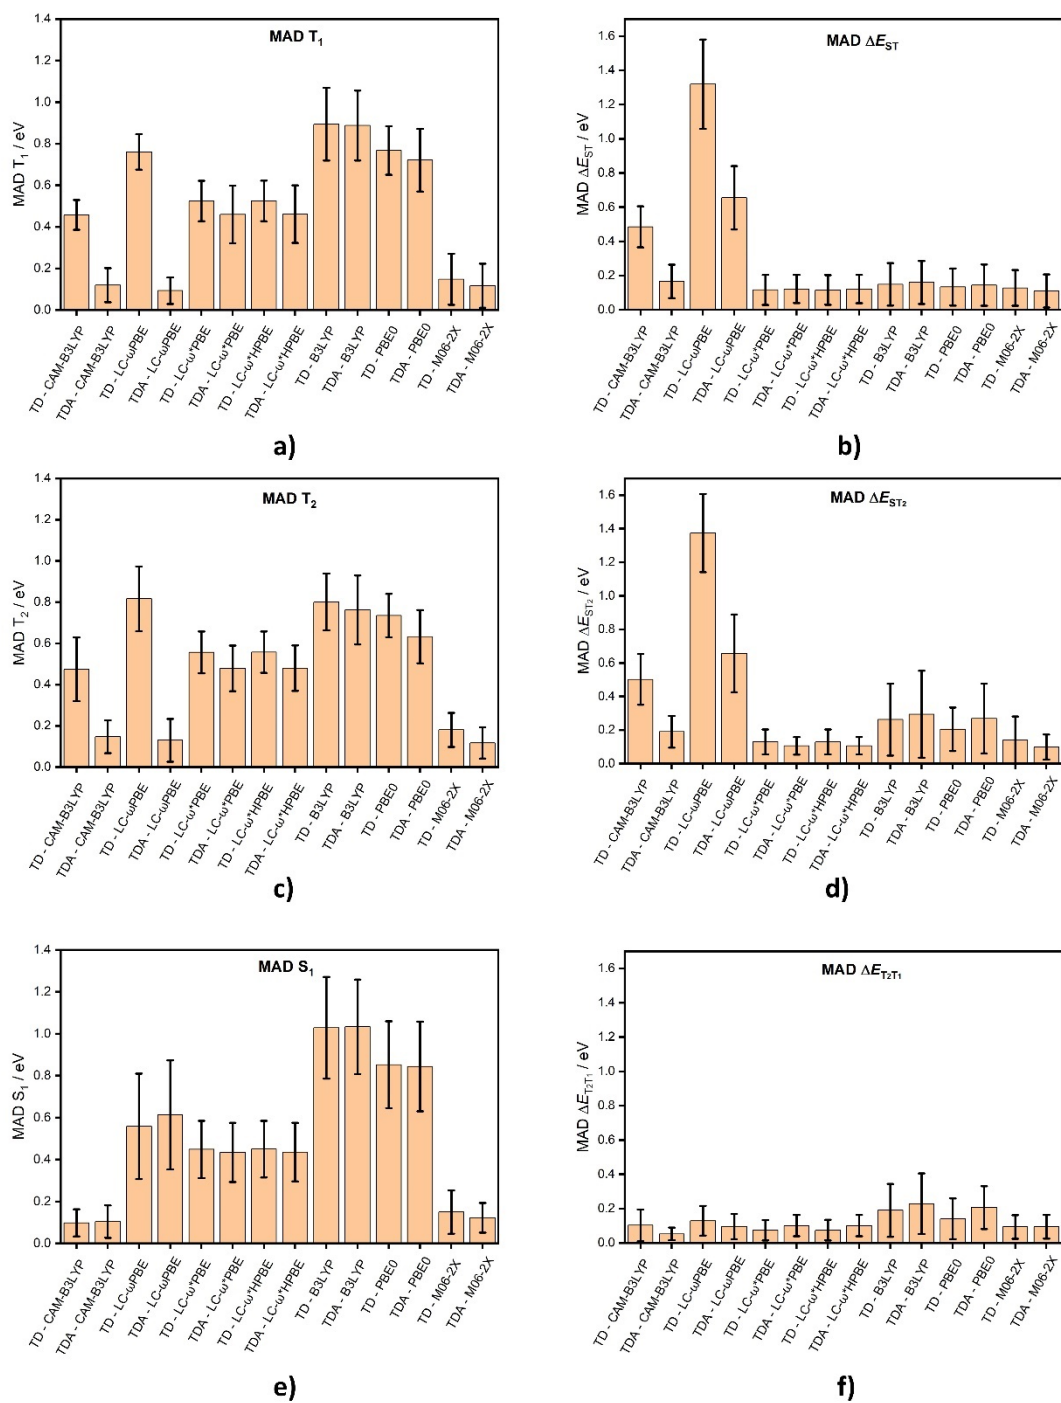 MAD T1
MAD T1 / eV
1.4
1.2
1.0
0.8
0.6
0.4
0.2
0.0
TD - CAM-B3LYP
TDA - CAM-B3LYP
TD - LC-ωPBE
TDA - LC-ωPBE
TD - LC-ω*PBE
TDA - LC-ω*PBE
TD - LC-ω*HPBE
TDA - LC-ω*HPBE
TD - B3LYP
TDA - B3LYP
TD - PBE0
TDA - PBE0
TD - M06-2X
TDA - M06-2X
a)
MAD ΔEST
MAD ΔEST / eV
1.6
1.4
1.2
1.0
0.8
0.6
0.4
0.2
0.0
TD - CAM-B3LYP
TDA - CAM-B3LYP
TD - LC-ωPBE
TDA - LC-ωPBE
TD - LC-ω*PBE
TDA - LC-ω*PBE
TD - LC-ω*HPBE
TDA - LC-ω*HPBE
TD - B3LYP
TDA - B3LYP
TD - PBE0
TDA - PBE0
TD - M06-2X
TDA - M06-2X
b)
MAD T2
MAD T2 / eV
1.4
1.2
1.0
0.8
0.6
0.4
0.2
0.0
TD - CAM-B3LYP
TDA - CAM-B3LYP
TD - LC-ωPBE
TDA - LC-ωPBE
TD - LC-ω*PBE
TDA - LC-ω*PBE
TD - LC-ω*HPBE
TDA - LC-ω*HPBE
TD - B3LYP
TDA - B3LYP
TD - PBE0
TDA - PBE0
TD - M06-2X
TDA - M06-2X
c)
MAD ΔEST2
MAD ΔEST2 / eV
1.6
1.4
1.2
1.0
0.8
0.6
0.4
0.2
0.0
TD - CAM-B3LYP
TDA - CAM-B3LYP
TD - LC-ωPBE
TDA - LC-ωPBE
TD - LC-ω*PBE
TDA - LC-ω*PBE
TD - LC-ω*HPBE
TDA - LC-ω*HPBE
TD - B3LYP
TDA - B3LYP
TD - PBE0
TDA - PBE0
TD - M06-2X
TDA - M06-2X
d)
MAD S1
MAD S1 / eV
1.4
1.2
1.0
0.8
0.6
0.4
0.2
0.0
TD - CAM-B3LYP
TDA - CAM-B3LYP
TD - LC-ωPBE
TDA - LC-ωPBE
TD - LC-ω*PBE
TDA - LC-ω*PBE
TD - LC-ω*HPBE
TDA - LC-ω*HPBE
TD - B3LYP
TDA - B3LYP
TD - PBE0
TDA - PBE0
TD - M06-2X
TDA - M06-2X
e)
MAD ΔET2T1
MAD ΔET2T1 / eV
1.6
1.4
1.2
1.0
0.8
0.6
0.4
0.2
0.0
TD - CAM-B3LYP
TDA - CAM-B3LYP
TD - LC-ωPBE
TDA - LC-ωPBE
TD - LC-ω*PBE
TDA - LC-ω*PBE
TD - LC-ω*HPBE
TDA - LC-ω*HPBE
TD - B3LYP
TDA - B3LYP
TD - PBE0
TDA - PBE0
TD - M06-2X
TDA - M06-2X
f)